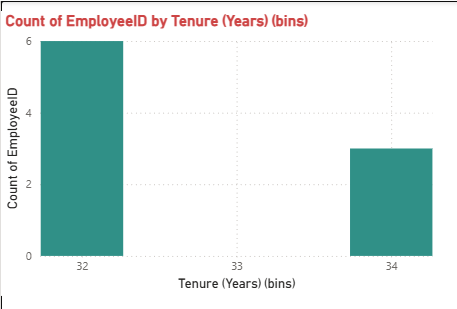 Count of EmployeeID by Tenure (Years) (bins)
6
4
2
0
Count of EmployeeID
32 33 34
Tenure (Years) (bins)